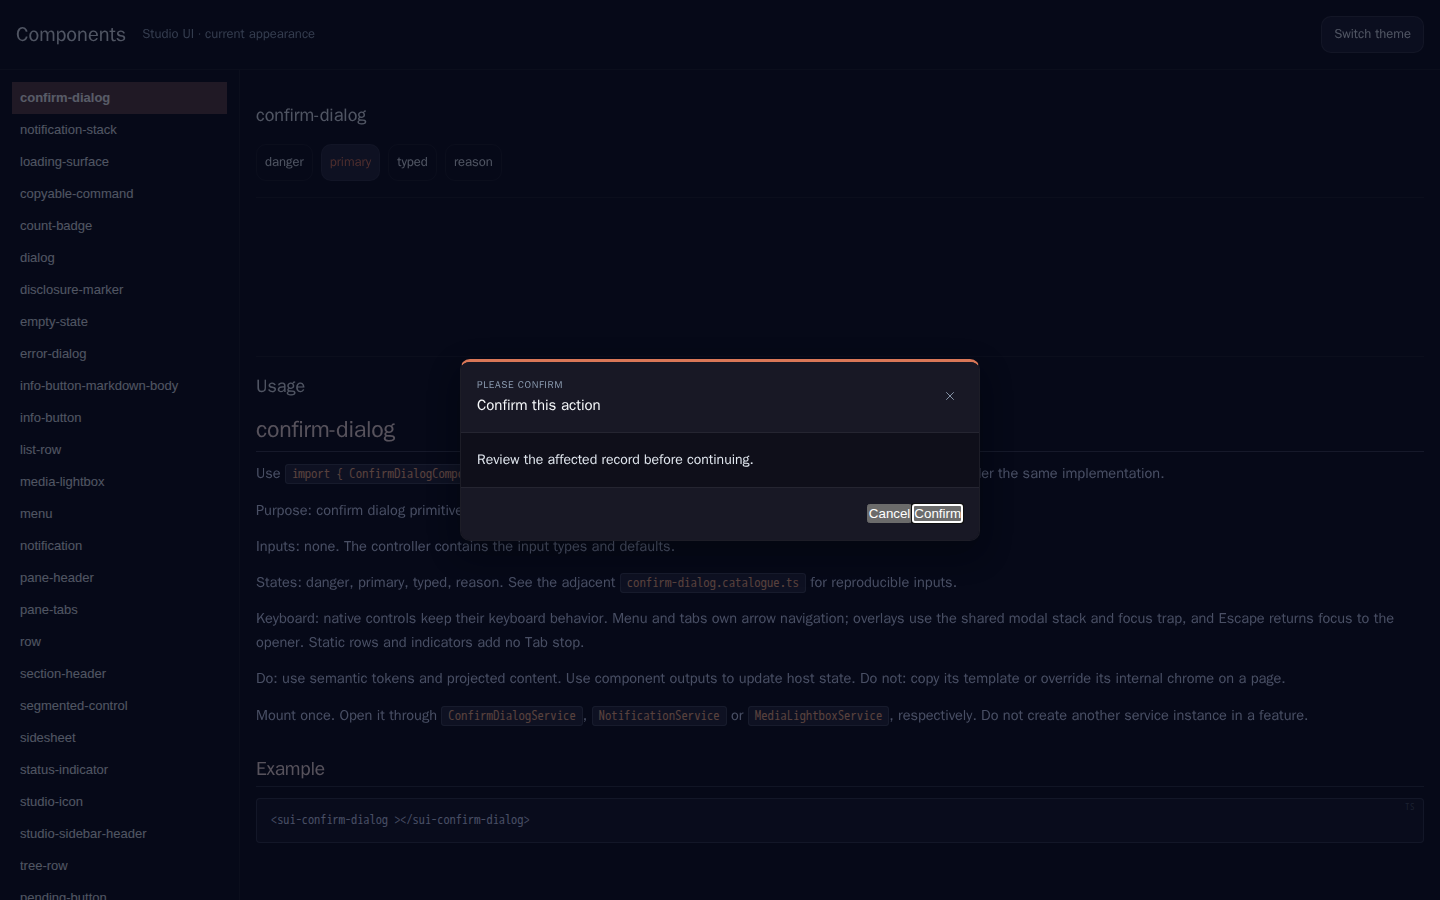 Components
Studio UI · current appearance
Switch theme
confirm-dialog
notification-stack
loading-surface
copyable-command
count-badge
dialog
disclosure-marker
empty-state
error-dialog
info-button-markdown-body
info-button
list-row
media-lightbox
menu
notification
pane-header
pane-tabs
row
section-header
segmented-control
sidesheet
status-indicator
studio-icon
studio-sidebar-header
tree-row
pending-button
confirm-dialog
danger
primary
typed
reason
Usage
confirm-dialog
Use import { ConfirmDialogCompo
er the same implementation.
Purpose: confirm dialog primitive
Inputs: none. The controller contains the input types and defaults.
States: danger, primary, typed, reason. See the adjacent confirm-dialog.catalogue.ts for reproducible inputs.
Keyboard: native controls keep their keyboard behavior. Menu and tabs own arrow navigation; overlays use the shared modal stack and focus trap, and Escape returns focus to the
opener. Static rows and indicators add no Tab stop.
Do: use semantic tokens and projected content. Use component outputs to update host state. Do not: copy its template or override its internal chrome on a page.
Mount once. Open it through ConfirmDialogService, NotificationService or MediaLightboxService, respectively. Do not create another service instance in a feature.
Example
TS
<sui-confirm-dialog ></sui-confirm-dialog>
PLEASE CONFIRM
Confirm this action
Review the affected record before continuing.
Cancel
Confirm